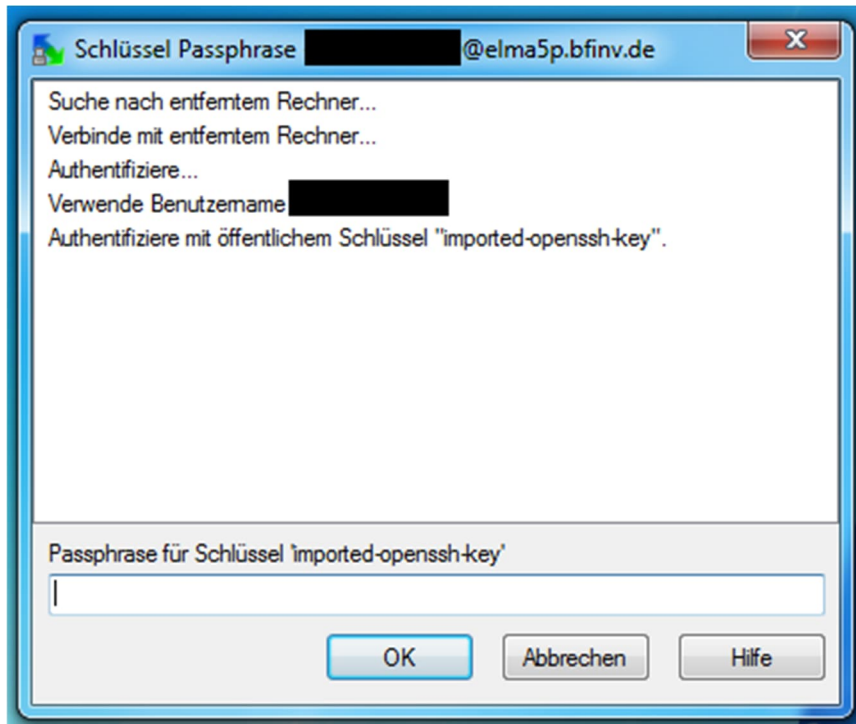 Schlüssel Passphrase @elma5p.bfinv.de
Suche nach entferntem Rechner...
Verbinde mit entferntem Rechner...
Authentifiziere...
Verwende Benutzername
Authentifiziere mit öffentlichem Schlüssel "imported-openssh-key".
Passphrase für Schlüssel 'imported-openssh-key'
OK Abbrechen Hilfe